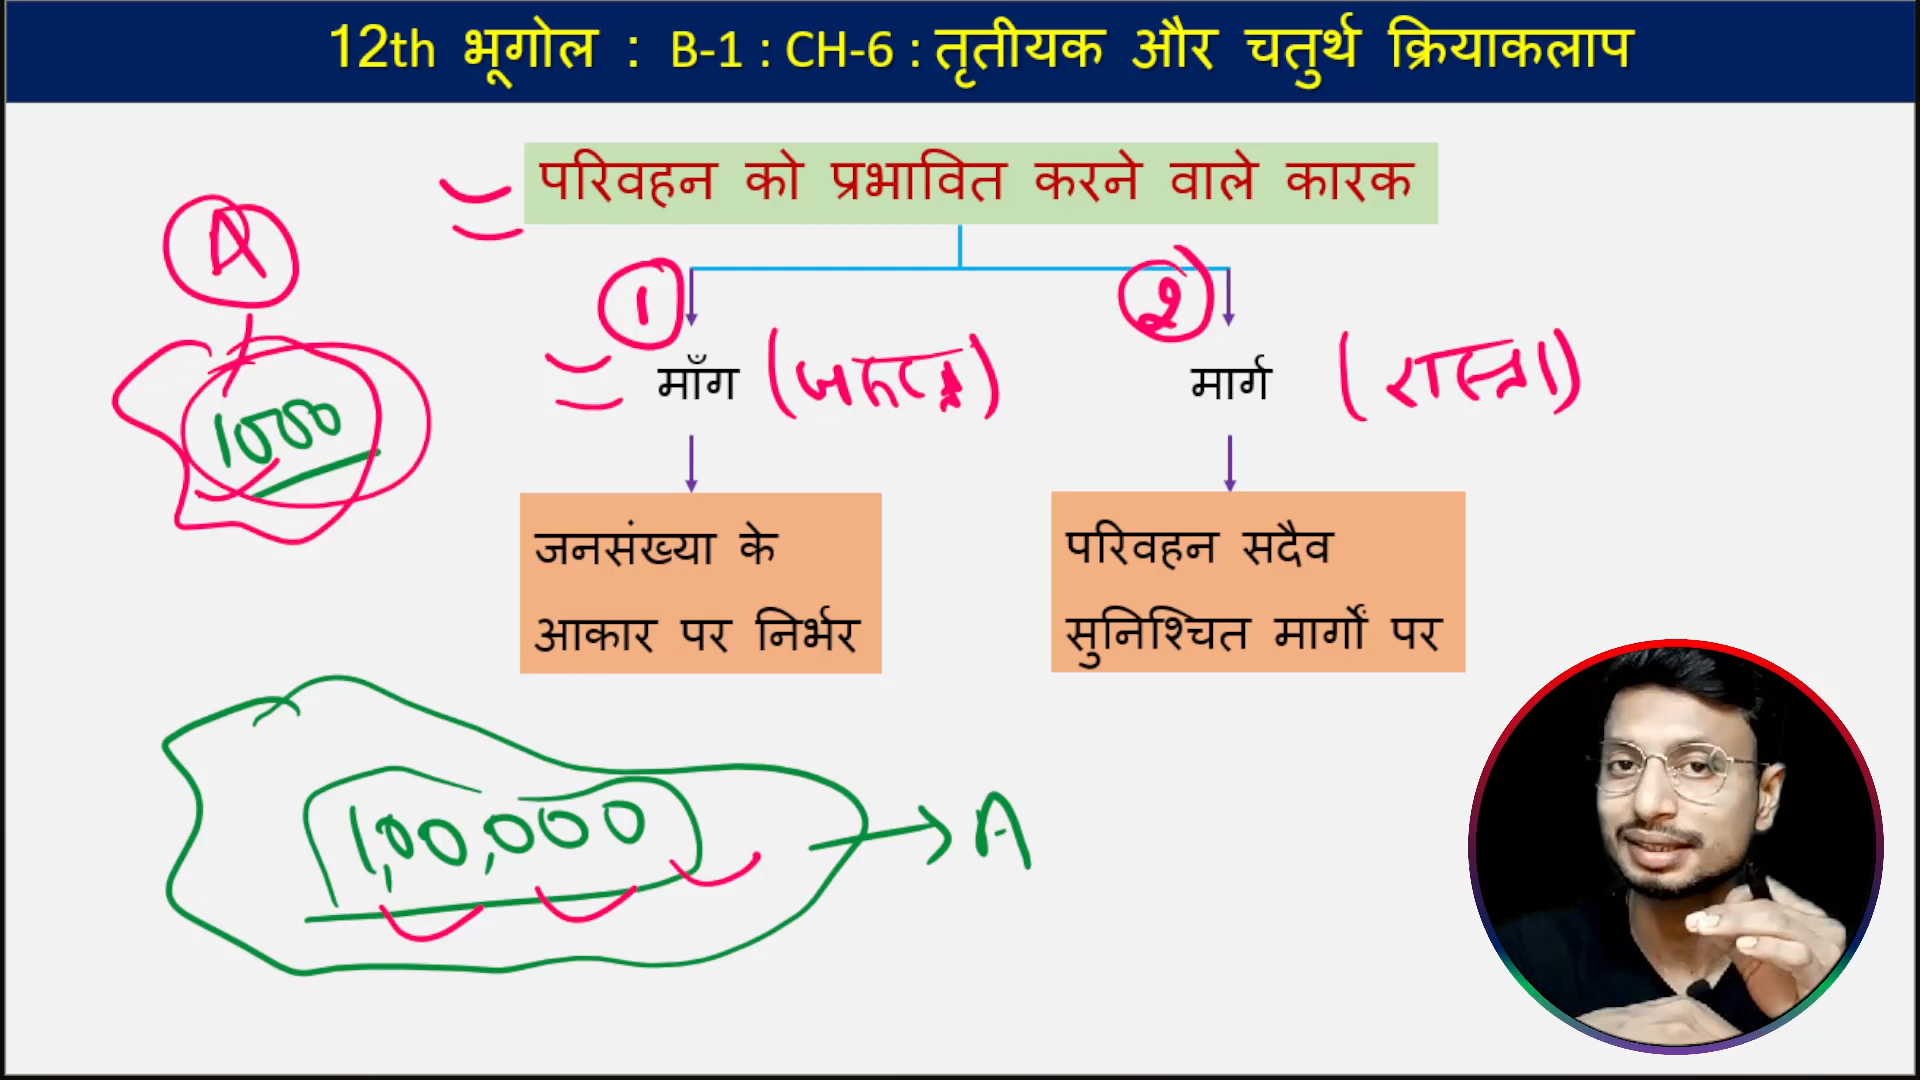 12th भूगोल : B-1 : CH-6 : तृतीयक और चतुर्थ क्रियाकलाप
परिवहन को प्रभावित करने वाले कारक
A
1
2
माँग (जरूरत)
मार्ग (रास्ता)
1000
जनसंख्या के
आकार पर निर्भर
परिवहन सदैव
सुनिश्चित मार्गों पर
1,00,000 → A